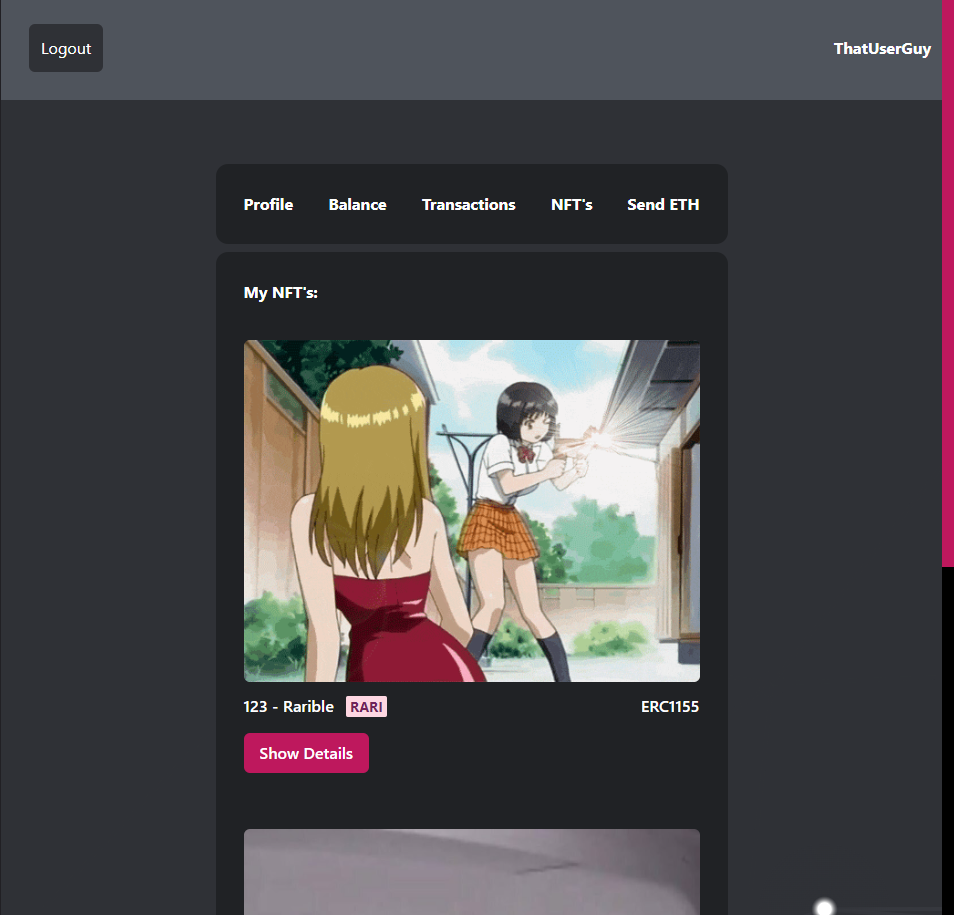 Logout
ThatUserGuy
Profile Balance Transactions NFT's Send ETH
My NFT's:
123 - Rarible RARI ERC1155
Show Details